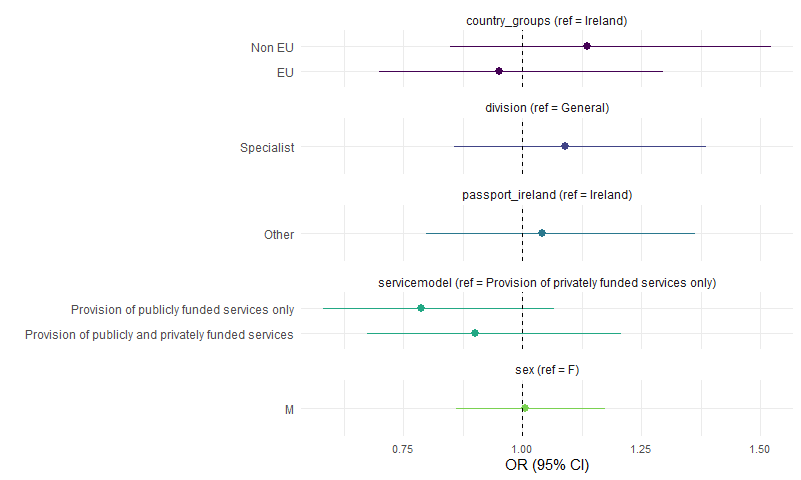 country_groups (ref = Ireland)
Non EU
EU
division (ref = General)
Specialist
passport_ireland (ref = Ireland)
Other
servicemodel (ref = Provision of privately funded services only)
Provision of publicly funded services only
Provision of publicly and privately funded services
sex (ref = F)
M
0.75 1.00 1.25 1.50
OR (95% CI)